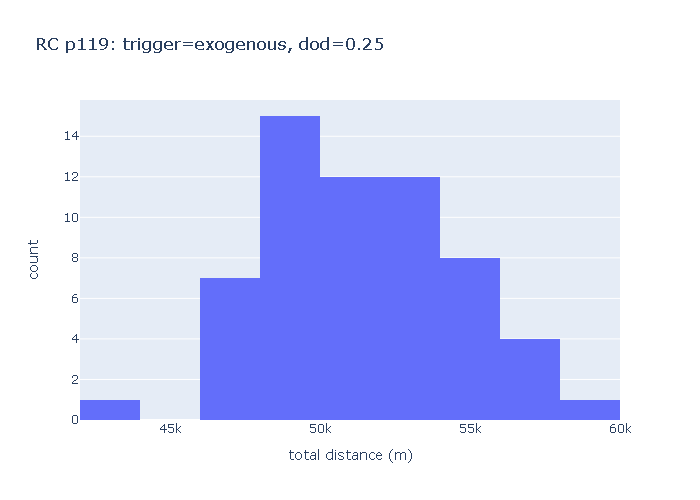 RC p119: trigger=exogenous, dod=0.25
14
12
10
8
6
4
2
0
count
45k
50k
55k
60k
total distance (m)